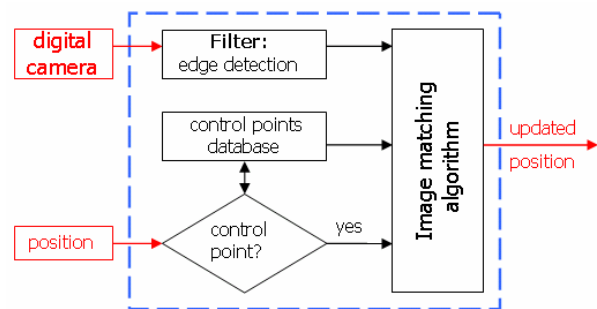 digital
camera
Filter:
edge detection
control points
database
position
control
point?
yes
Image matching
algorithm
updated
position